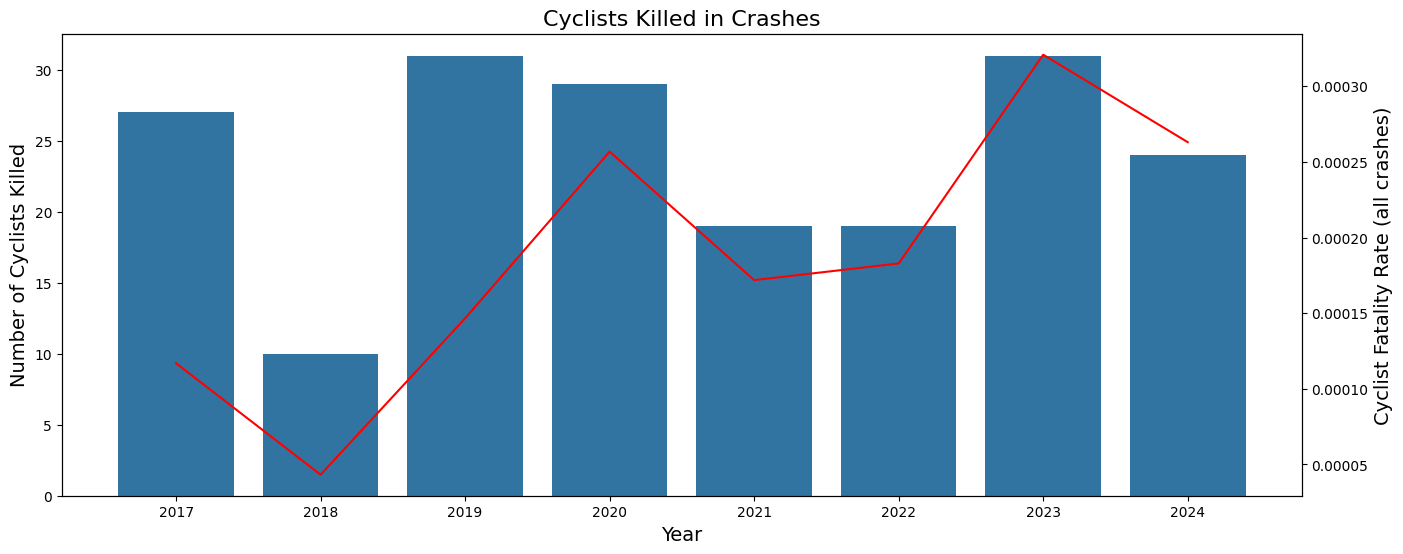 Cyclists Killed in Crashes
Number of Cyclists Killed
30
25
20
15
10
5
0
0.00030
0.00025
0.00020
0.00015
0.00010
0.00005
Cyclist Fatality Rate (all crashes)
2017 2018 2019 2020 2021 2022 2023 2024
Year